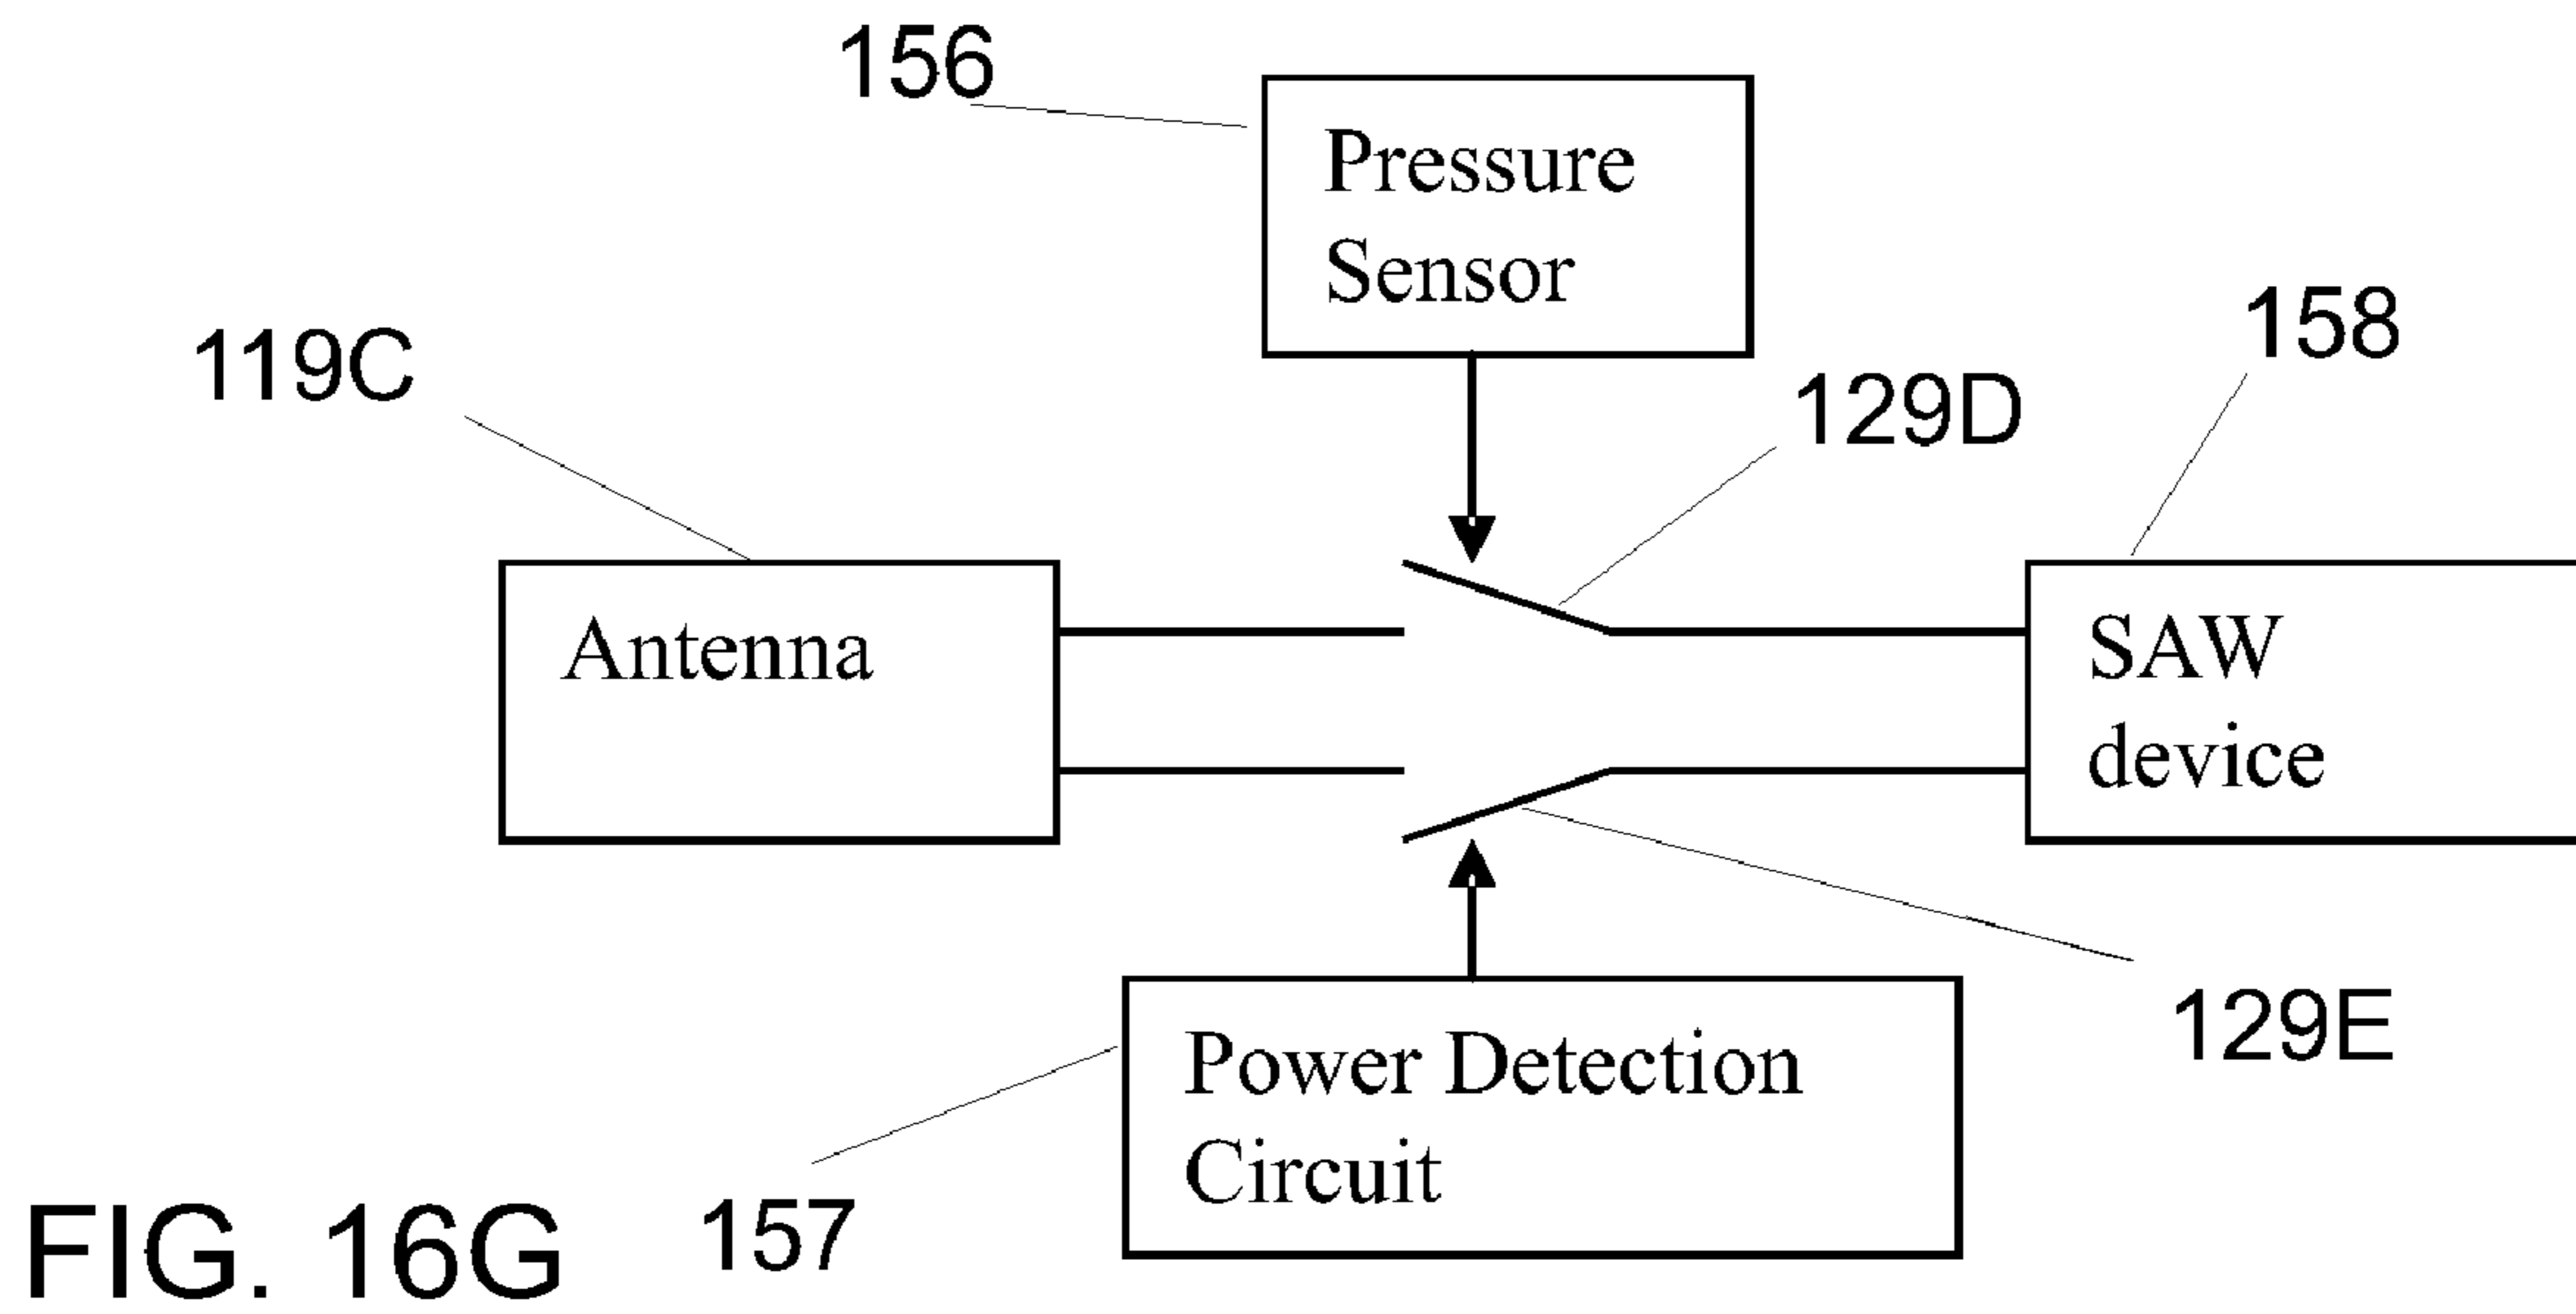 156
Pressure
Sensor
119C
158
129D
Antenna
SAW
device
129E
Power Detection
Circuit
157
FIG. 16G